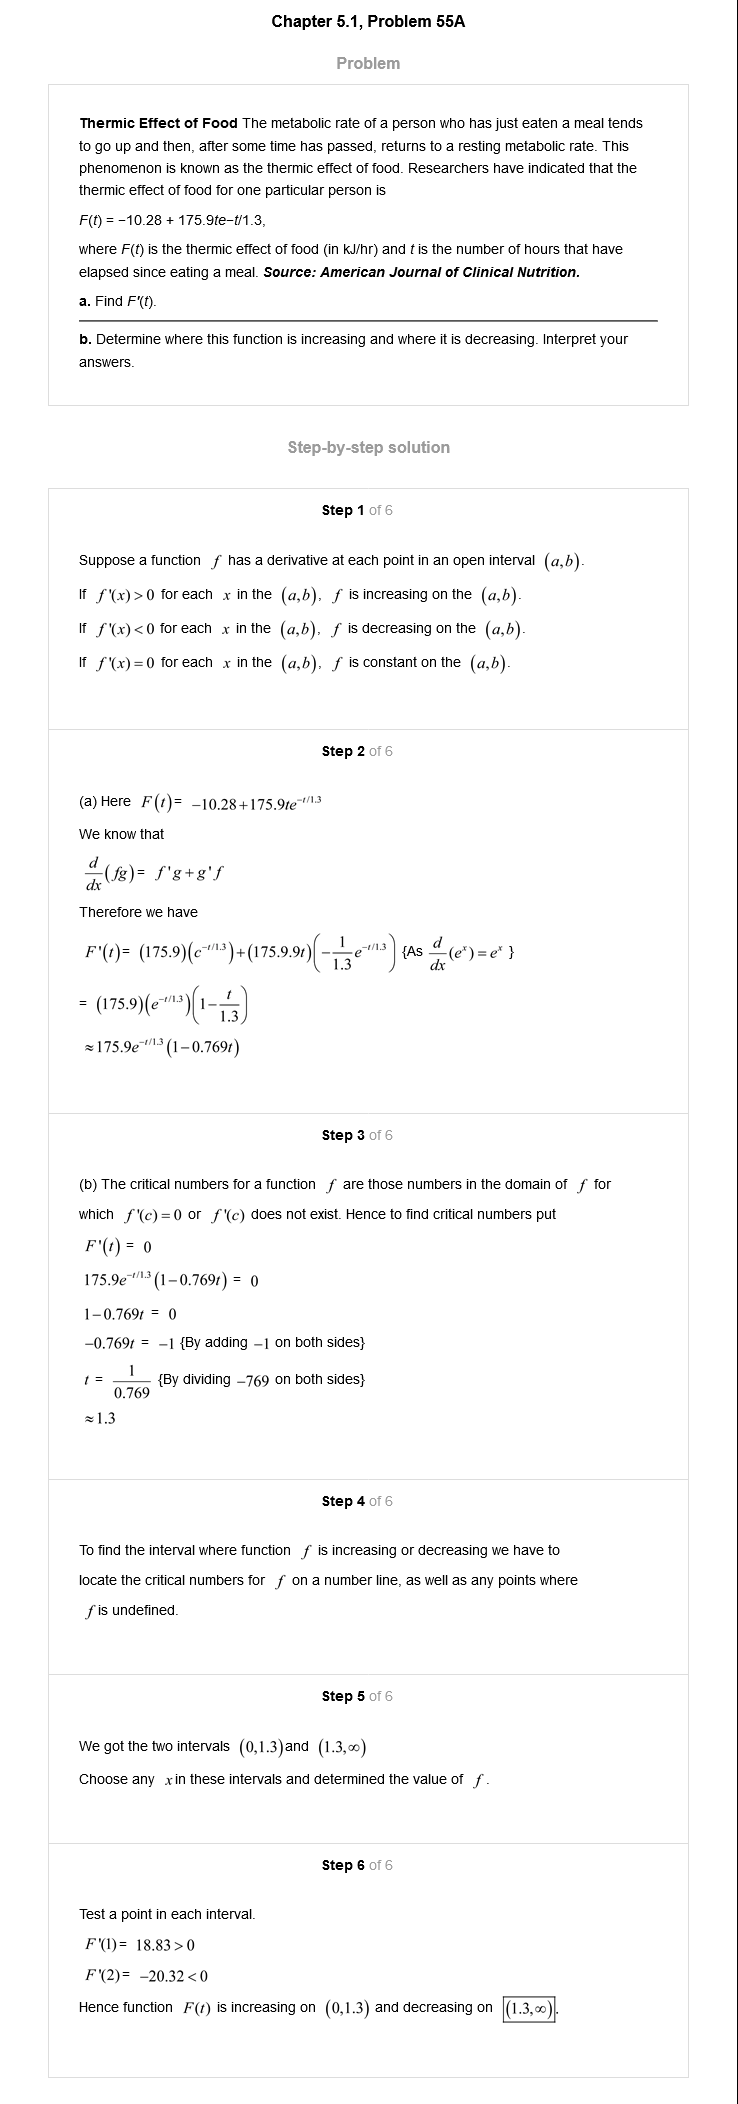 Chapter 5.1, Problem 55A
Problem
Thermic Effect of Food The metabolic rate of a person who has just eaten a meal tends
to go up and then, after some time has passed, returns to a resting metabolic rate. This
phenomenon is known as the thermic effect of food. Researchers have indicated that the
thermic effect of food for one particular person is
F(t) = −10.28 + 175.9te−t/1.3,
where F(t) is the thermic effect of food (in kJ/hr) and t is the number of hours that have
elapsed since eating a meal. Source: American Journal of Clinical Nutrition.
a. Find F′(t).
b. Determine where this function is increasing and where it is decreasing. Interpret your
answers.
Step-by-step solution
Step 1 of 6
Suppose a function f has a derivative at each point in an open interval (a,b).
If f'(x)>0 for each x in the (a,b), f is increasing on the (a,b).
If f'(x)<0 for each x in the (a,b), f is decreasing on the (a,b).
If f'(x)=0 for each x in the (a,b), f is constant on the (a,b).
Step 2 of 6
(a) Here F(t)= −10.28+175.9te^{−t/1.3}
We know that
\frac{d}{dx}(fg)= f'g+g'f
Therefore we have
F'(t)= (175.9)(c^{−t/1.3})+(175.9.9t)(−\frac{1}{1.3}e^{−t/1.3}) {As \frac{d}{dx}(e^x)=e^x }
= (175.9)(e^{−t/1.3})(1−\frac{t}{1.3})
≈175.9e^{−t/1.3}(1−0.769t)
Step 3 of 6
(b) The critical numbers for a function f are those numbers in the domain of f for
which f'(c)=0 or f'(c) does not exist. Hence to find critical numbers put
F'(t) = 0
175.9e^{−t/1.3}(1−0.769t) = 0
1−0.769t = 0
−0.769t = −1 {By adding −1 on both sides}
t = \frac{1}{0.769} {By dividing −769 on both sides}
≈1.3
Step 4 of 6
To find the interval where function f is increasing or decreasing we have to
locate the critical numbers for f on a number line, as well as any points where
f is undefined.
Step 5 of 6
We got the two intervals (0,1.3)and (1.3,∞)
Choose any x in these intervals and determined the value of f.
Step 6 of 6
Test a point in each interval.
F'(1)= 18.83>0
F'(2)= −20.32<0
Hence function F(t) is increasing on (0,1.3) and decreasing on (1.3,∞).